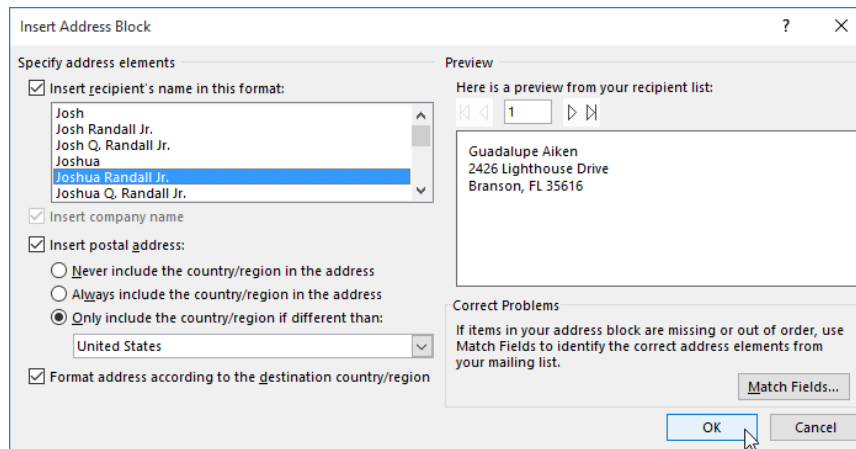 Insert Address Block
?
Specify address elements
Insert recipient's name in this format:
Josh
Josh Randall Jr.
Josh Q. Randall Jr.
Joshua
Joshua Randall Jr.
Joshua Q. Randall Jr.
Insert company name
Insert postal address:
Never include the country/region in the address
Always include the country/region in the address
Only include the country/region if different than:
United States
Format address according to the destination country/region
Preview
Here is a preview from your recipient list:
1
Guadalupe Aiken
2426 Lighthouse Drive
Branson, FL 35616
Correct Problems
If items in your address block are missing or out of order, use
Match Fields to identify the correct address elements from
your mailing list.
Match Fields...
OK
Cancel